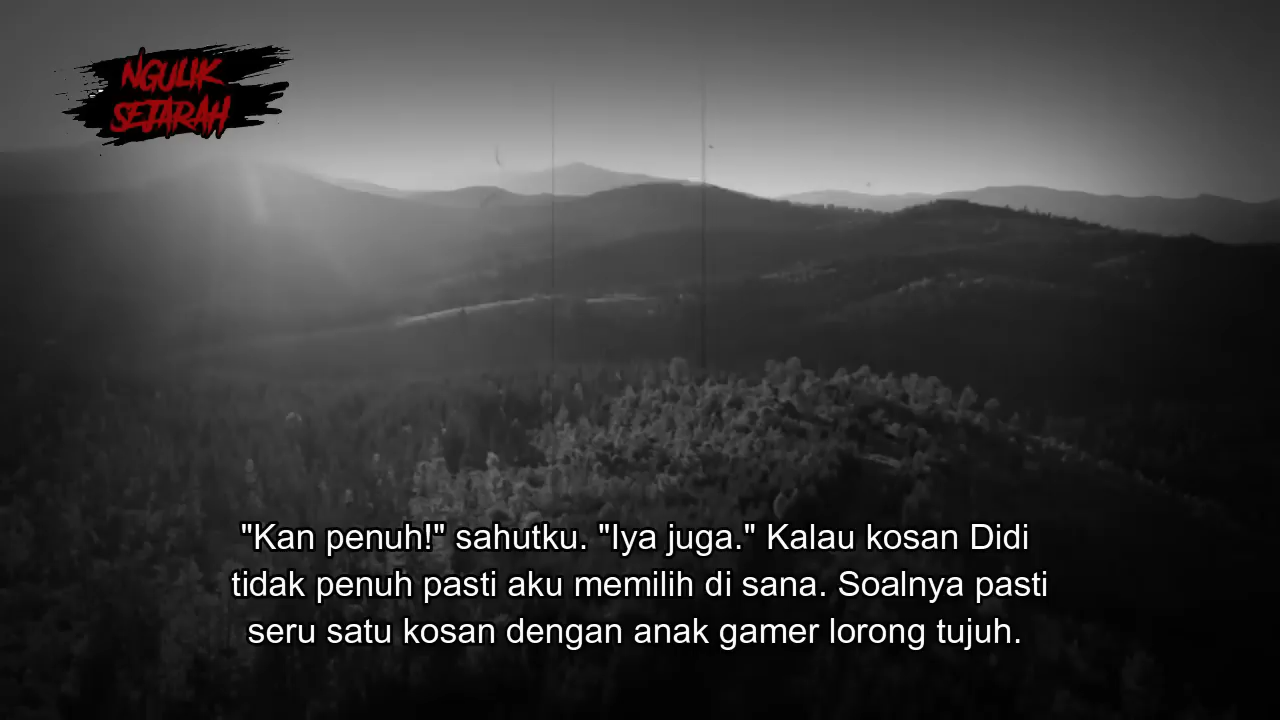 NGULIK
SEJARAH
"Kan penuh!" sahutku. "Iya juga." Kalau kosan Didi
tidak penuh pasti aku memilih di sana. Soalnya pasti
seru satu kosan dengan anak gamer lorong tujuh.